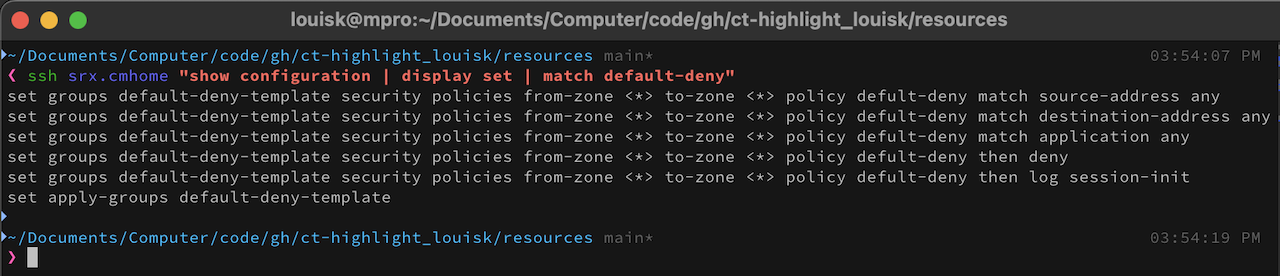 louisk@mpro:~/Documents/Computer/code/gh/ct-highlight_louisk/resources
~/Documents/Computer/code/gh/ct-highlight_louisk/resources main* 03:54:07 PM
❮ ssh srx.cmhome "show configuration | display set | match default-deny"
set groups default-deny-template security policies from-zone <*> to-zone <*> policy defult-deny match source-address any
set groups default-deny-template security policies from-zone <*> to-zone <*> policy defult-deny match destination-address any
set groups default-deny-template security policies from-zone <*> to-zone <*> policy defult-deny match application any
set groups default-deny-template security policies from-zone <*> to-zone <*> policy defult-deny then deny
set groups default-deny-template security policies from-zone <*> to-zone <*> policy defult-deny then log session-init
set apply-groups default-deny-template
~/Documents/Computer/code/gh/ct-highlight_louisk/resources main* 03:54:19 PM
❯